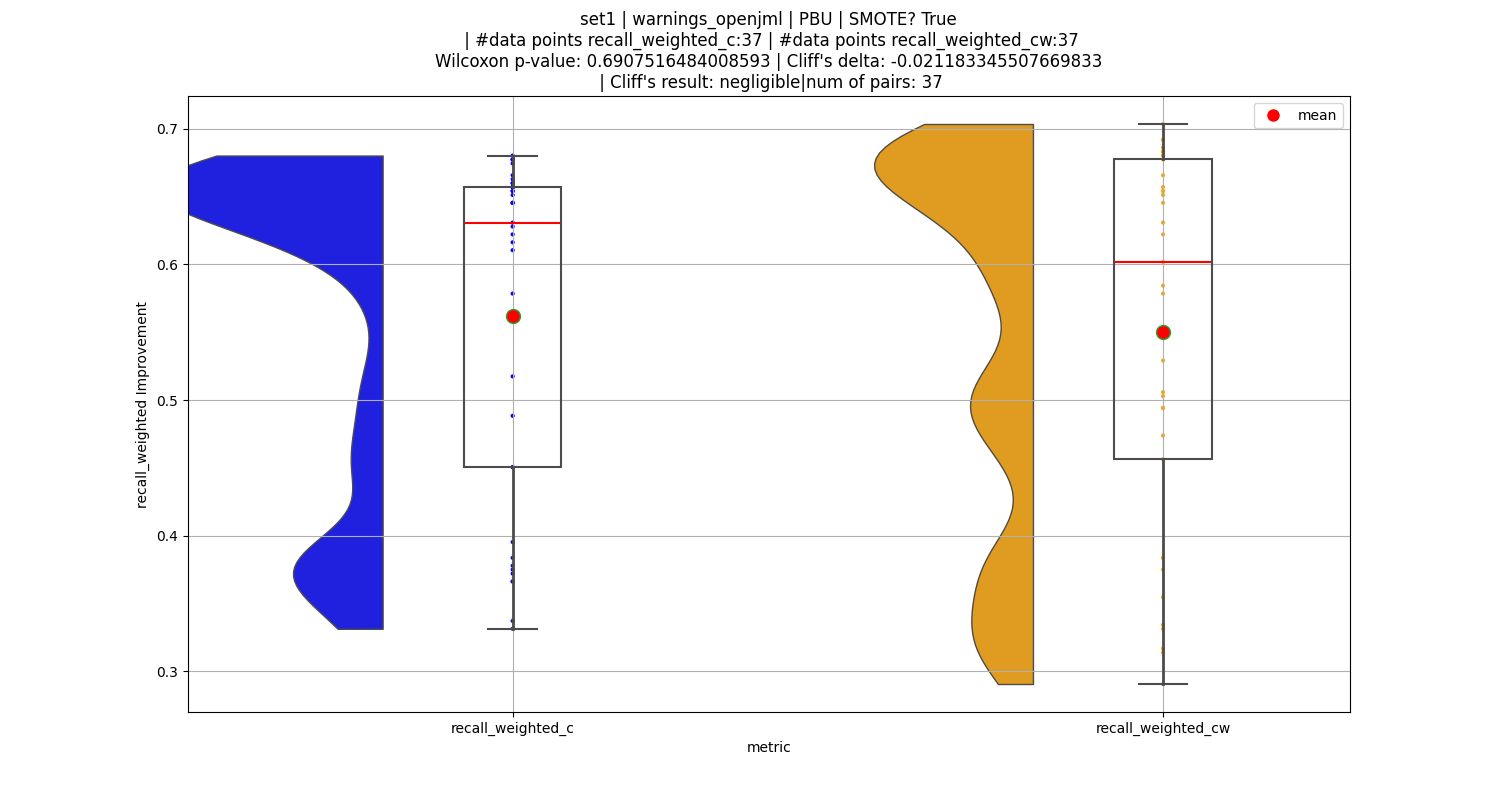 set1 | warnings_openjml | PBU | SMOTE? True
| #data points recall_weighted_c:37 | #data points recall_weighted_cw:37
Wilcoxon p-value: 0.6907516484008593 | Cliff's delta: -0.021183345507669833
| Cliff's result: negligible|num of pairs: 37
mean
0.7
0.6
0.5
0.4
0.3
recall_weighted Improvement
recall_weighted_c
recall_weighted_cw
metric